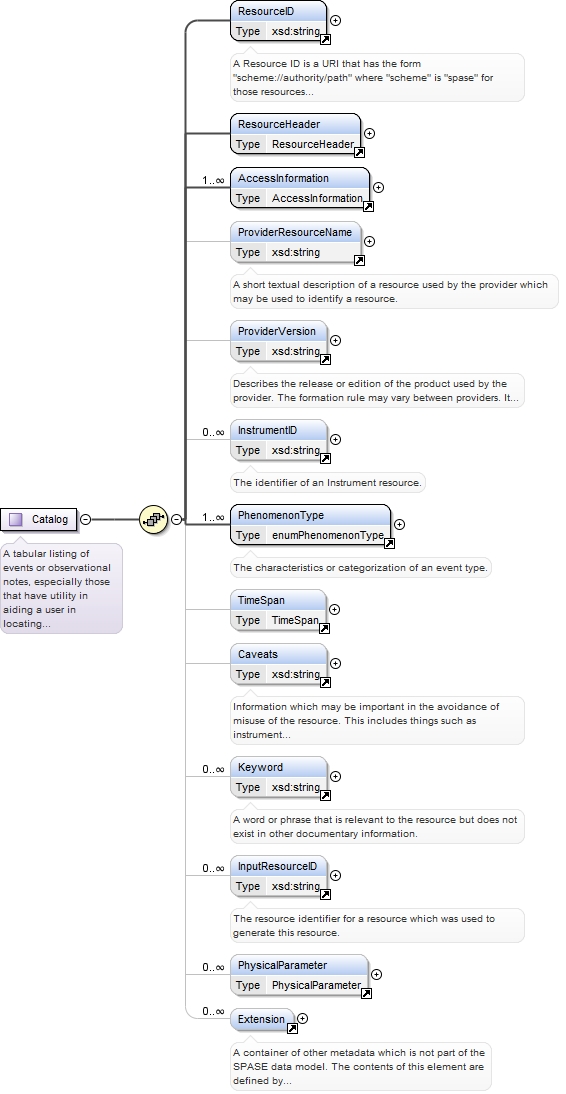 ResourceID
Type xsd:string
A Resource ID is a URI that has the form
"scheme://authority/path" where "scheme" is "spase" for
those resources...
ResourceHeader
Type ResourceHeader
1..∞
AccessInformation
Type AccessInformation
ProviderResourceName
Type xsd:string
A short textual description of a resource used by the provider which
may be used to identify a resource.
ProviderVersion
Type xsd:string
Describes the release or edition of the product used by the
provider. The formation rule may vary between providers. It...
0..∞
InstrumentID
Type xsd:string
The identifier of an Instrument resource.
Catalog
A tabular listing of
events or observational
notes, especially those
that have utility in
aiding a user in
locating...
1..∞
PhenomenonType
Type enumPhenomenonType
The characteristics or categorization of an event type.
TimeSpan
Type TimeSpan
Caveats
Type xsd:string
Information which may be important in the avoidance of
misuse of the resource. This includes things such as
instrument...
0..∞
Keyword
Type xsd:string
A word or phrase that is relevant to the resource but does not
exist in other documentary information.
0..∞
InputResourceID
Type xsd:string
The resource identifier for a resource which was used to
generate this resource.
0..∞
PhysicalParameter
Type PhysicalParameter
0..∞
Extension
A container of other metadata which is not part of the
SPASE data model. The contents of this element are
defined by...